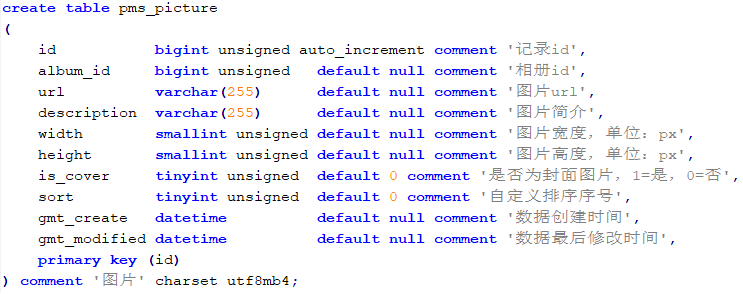 create table pms_picture
(
    id            bigint unsigned auto_increment comment '记录id',
    album_id      bigint unsigned   default null comment '相册id',
    url           varchar(255)      default null comment '图片url',
    description   varchar(255)      default null comment '图片简介',
    width         smallint unsigned default null comment '图片宽度，单位：px',
    height        smallint unsigned default null comment '图片高度，单位：px',
    is_cover      tinyint unsigned  default 0 comment '是否为封面图片，1=是，0=否',
    sort          tinyint unsigned  default 0 comment '自定义排序序号',
    gmt_create    datetime          default null comment '数据创建时间',
    gmt_modified datetime          default null comment '数据最后修改时间',
    primary key (id)
) comment '图片' charset utf8mb4;